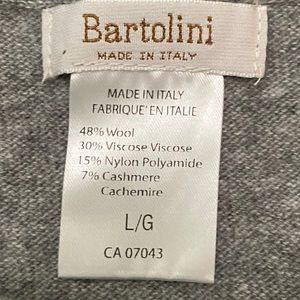 Bartolini
MADE IN ITALY
MADE IN ITALY
FABRIQUE' EN ITALIE
48% Wool
30% Viscose Viscose
15% Nylon Polyamide
7% Cashmere
Cachemire
L/G
CA 07043